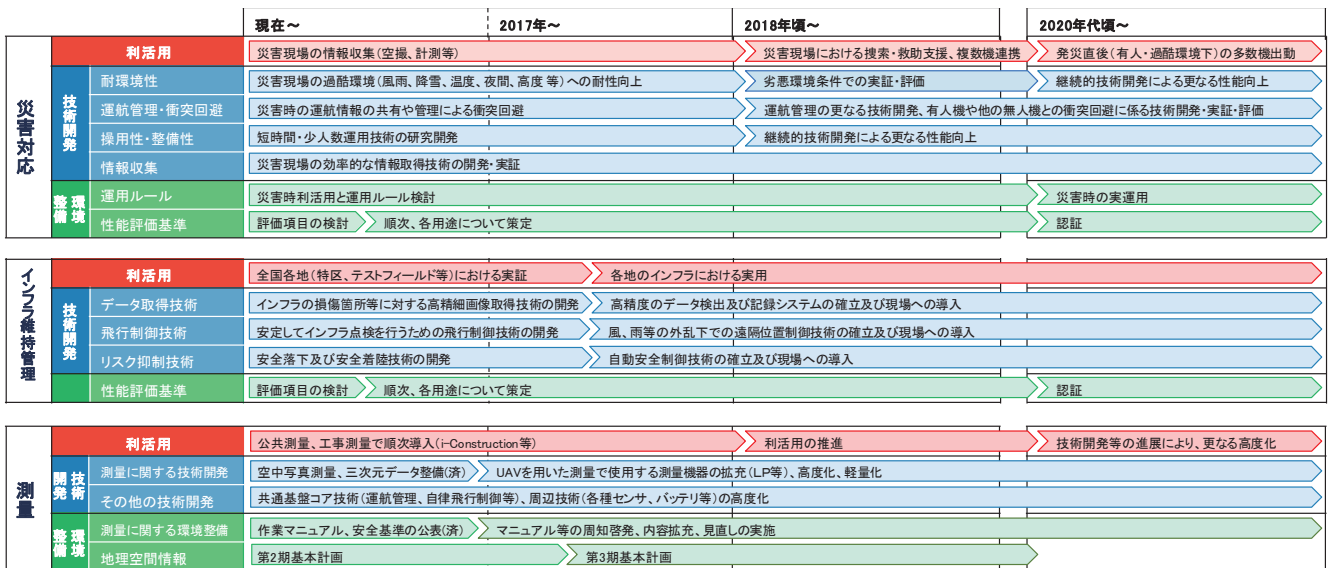 現在～ 2017年～ 2018年頃～ 2020年代頃～
災害対応
利活用 災害現場の情報収集(空撮、計測等) 災害現場における捜索・救助支援、複数機連携 発災直後(有人・過酷環境下)の多数機出動
技術開発
耐環境性 災害現場の過酷環境(風雨、降雪、温度、夜間、高度 等)への耐性向上 劣悪環境条件での実証・評価 継続的技術開発による更なる性能向上
運航管理・衝突回避 災害時の運航情報の共有や管理による衝突回避 運航管理の更なる技術開発、有人機や他の無人機との衝突回避に係る技術開発・実証・評価
操用性・整備性 短時間・少人数運用技術の研究開発 継続的技術開発による更なる性能向上
情報収集 災害現場の効率的な情報取得技術の開発・実証
環境整備
運用ルール 災害時利活用と運用ルール検討 災害時の実運用
性能評価基準 評価項目の検討 順次、各用途について策定 認証
インフラ維持管理
利活用 全国各地(特区、テストフィールド等)における実証 各地のインフラにおける実用
技術開発
データ取得技術 インフラの損傷箇所等に対する高精細画像取得技術の開発 高精度のデータ検出及び記録システムの確立及び現場への導入
飛行制御技術 安定してインフラ点検を行うための飛行制御技術の開発 風、雨等の外乱下での遠隔位置制御技術の確立及び現場への導入
リスク抑制技術 安全落下及び安全着陸技術の開発 自動安全制御技術の確立及び現場への導入
性能評価基準 評価項目の検討 順次、各用途について策定 認証
測量
利活用 公共測量、工事測量で順次導入(i-Construction等) 利活用の推進 技術開発等の進展により、更なる高度化
技術開発
測量に関する技術開発 空中写真測量、三次元データ整備(済) UAVを用いた測量で使用する測量機器の拡充(LP等)、高度化、軽量化
その他の技術開発 共通基盤コア技術(運航管理、自律飛行制御等)、周辺技術(各種センサ、バッテリ等)の高度化
環境整備
測量に関する環境整備 作業マニュアル、安全基準の公表(済) マニュアル等の周知啓発、内容拡充、見直しの実施
地理空間情報 第2期基本計画 第3期基本計画